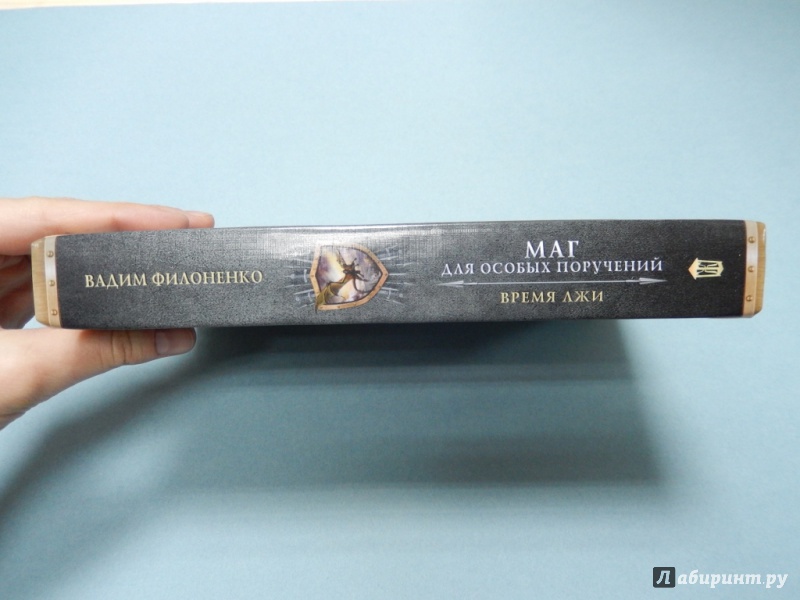 ВАДИМ ФИЛОНЕНКО
МАГ
ДЛЯ ОСОБЫХ ПОРУЧЕНИЙ
ВРЕМЯ ЛЖИ
Лабиринт.ру